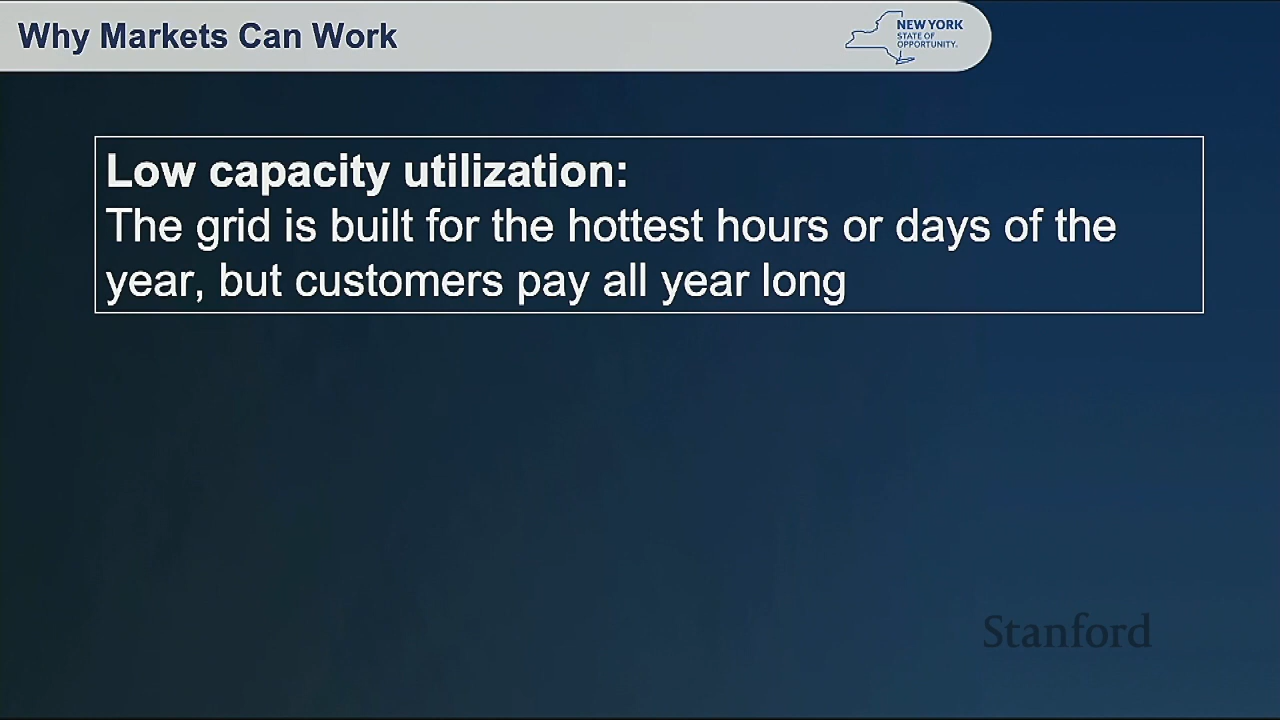 Why Markets Can Work
NEW YORK
STATE OF
OPPORTUNITY.
Low capacity utilization:
The grid is built for the hottest hours or days of the
year, but customers pay all year long
Stanford